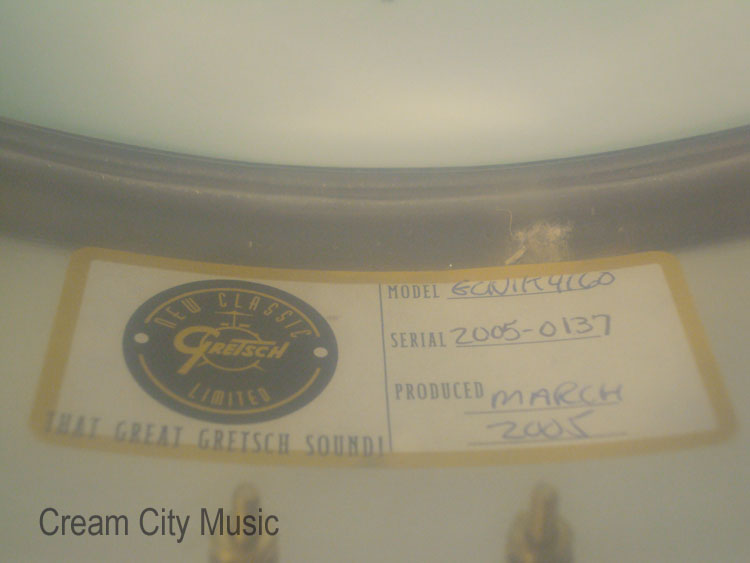 NEW CLASSIC
GRETSCH
LIMITED
THAT GREAT GRETSCH SOUND!
MODEL
SERIAL 2005-0137
PRODUCED MARCH
2005
Cream City Music